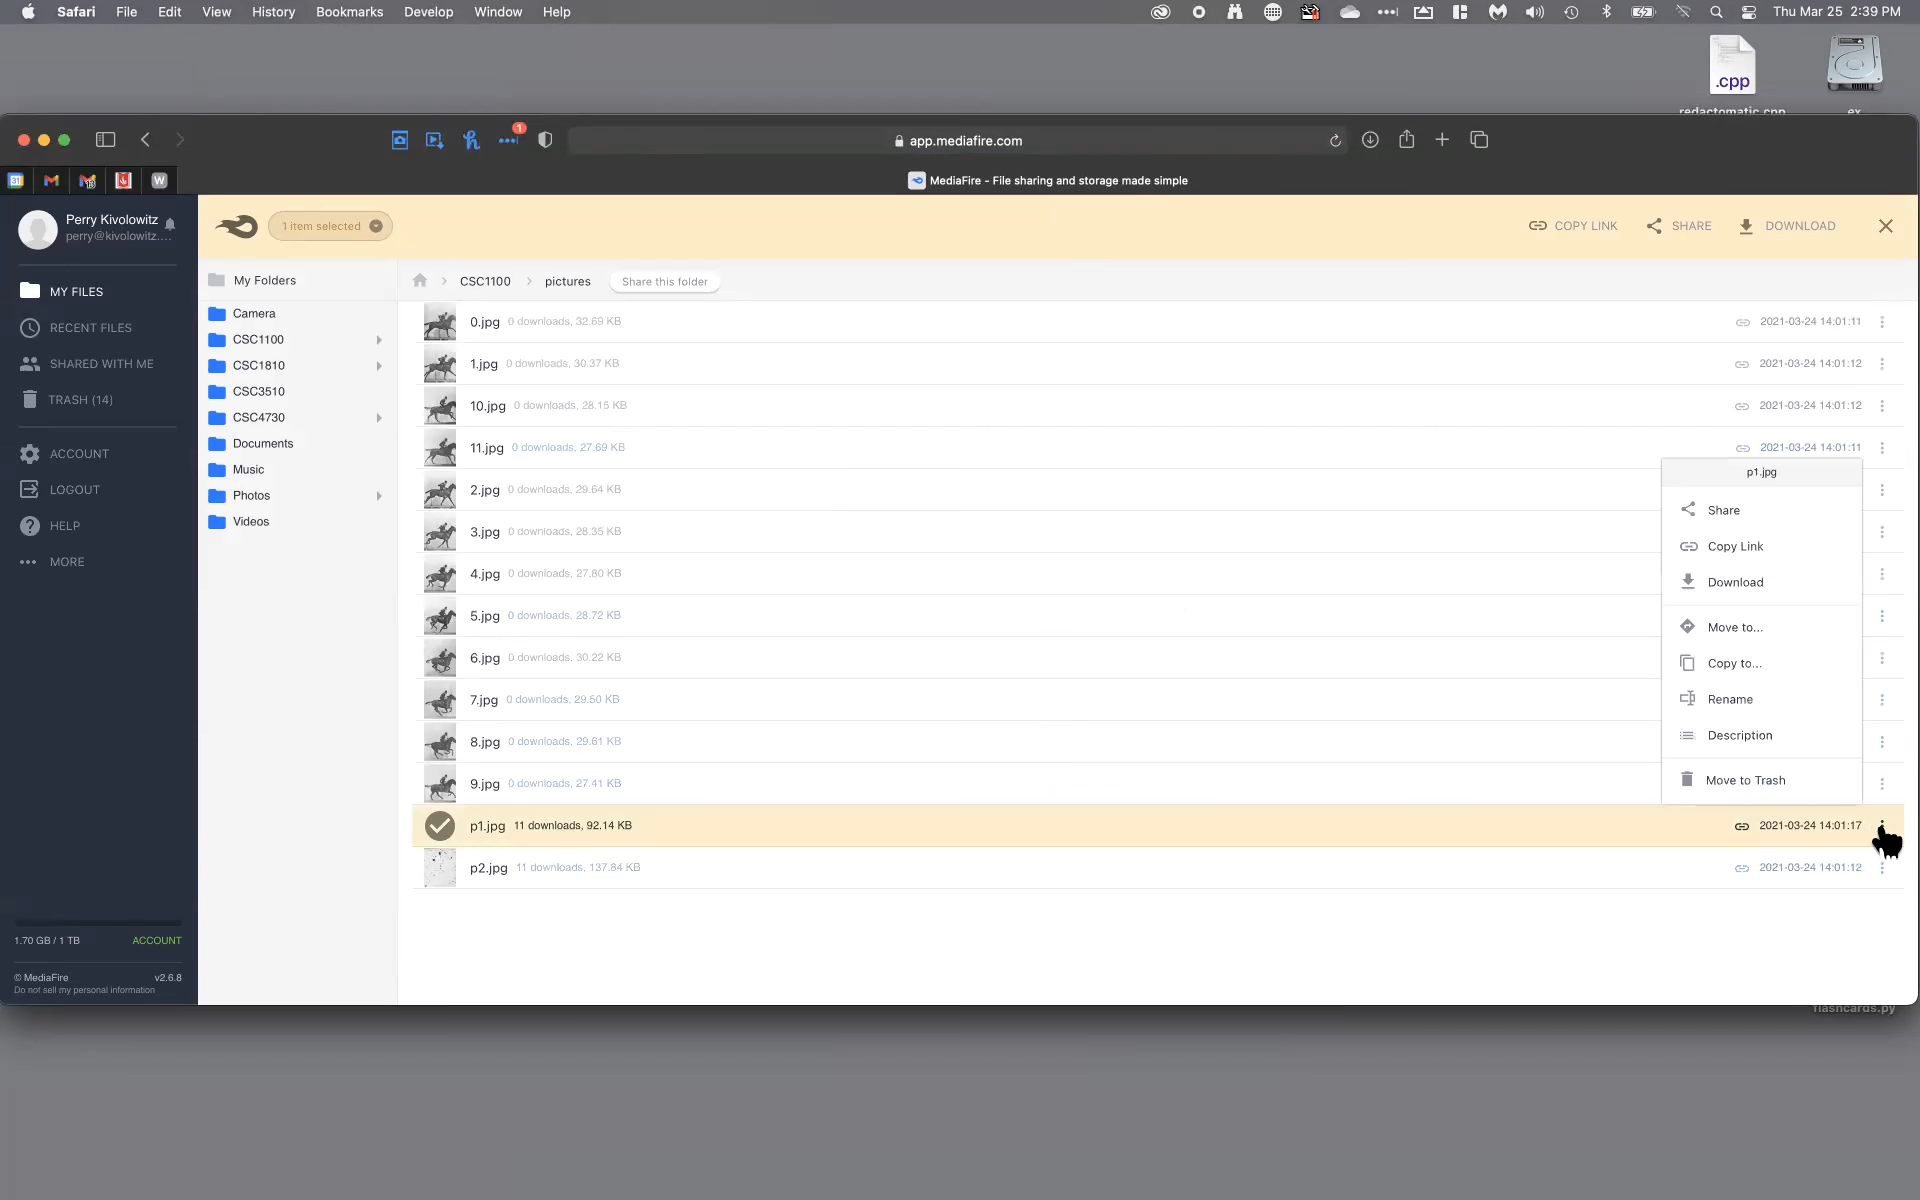 Safari File Edit View History Bookmarks Develop Window Help Thu Mar 25 2:39 PM
.cpp
redactomatic.cpp ex
1
app.mediafire.com
31 W
MediaFire - File sharing and storage made simple
Perry Kivolowitz
perry@kivolowitz....
1 item selected
COPY LINK SHARE DOWNLOAD
MY FILES
RECENT FILES
SHARED WITH ME
TRASH (14)
ACCOUNT
LOGOUT
HELP
MORE
1.70 GB / 1 TB ACCOUNT
© MediaFire v2.6.8
Do not sell my personal information
My Folders
Camera
CSC1100
CSC1810
CSC3510
CSC4730
Documents
Music
Photos
Videos
CSC1100 pictures Share this folder
0.jpg 0 downloads, 32.69 KB 2021-03-24 14:01:11
1.jpg 0 downloads, 30.37 KB 2021-03-24 14:01:12
10.jpg 0 downloads, 28.15 KB 2021-03-24 14:01:12
11.jpg 0 downloads, 27.69 KB 2021-03-24 14:01:11
2.jpg 0 downloads, 29.64 KB
3.jpg 0 downloads, 28.35 KB
4.jpg 0 downloads, 27.80 KB
5.jpg 0 downloads, 28.72 KB
6.jpg 0 downloads, 30.22 KB
7.jpg 0 downloads, 29.50 KB
8.jpg 0 downloads, 29.61 KB
9.jpg 0 downloads, 27.41 KB
p1.jpg 11 downloads, 92.14 KB 2021-03-24 14:01:17
p2.jpg 11 downloads, 137.84 KB 2021-03-24 14:01:12
p1.jpg
Share
Copy Link
Download
Move to...
Copy to...
Rename
Description
Move to Trash
flashcards.py